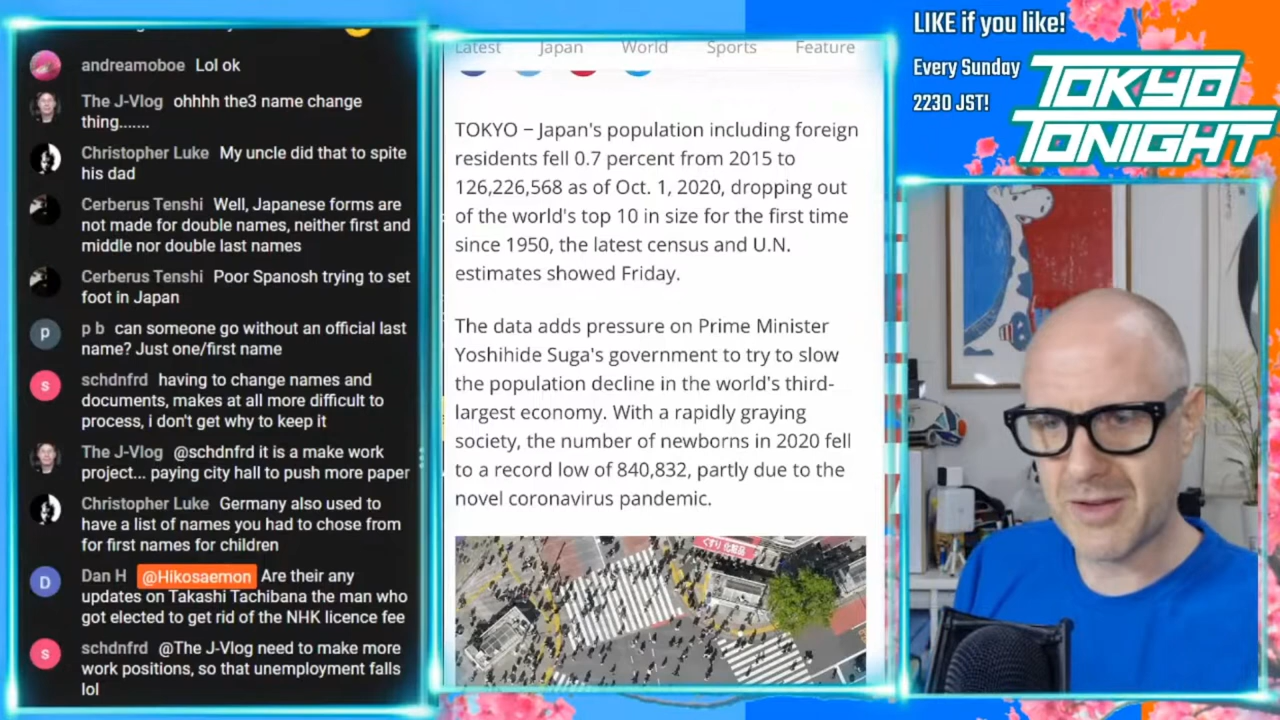 andreamoboe Lol ok
The J-Vlog ohhhh the3 name change
thing.......
Christopher Luke My uncle did that to spite
his dad
Cerberus Tenshi Well, Japanese forms are
not made for double names, neither first and
middle nor double last names
Cerberus Tenshi Poor Spanosh trying to set
foot in Japan
p b can someone go without an official last
name? Just one/first name
schdnfrd having to change names and
documents, makes at all more difficult to
process, i don't get why to keep it
The J-Vlog @schdnfrd it is a make work
project... paying city hall to push more paper
Christopher Luke Germany also used to
have a list of names you had to chose from
for first names for children
Dan H @Hikosaemon Are their any
updates on Takashi Tachibana the man who
got elected to get rid of the NHK licence fee
schdnfrd @The J-Vlog need to make more
work positions, so that unemployment falls
lol
Latest Japan World Sports Feature
TOKYO – Japan's population including foreign
residents fell 0.7 percent from 2015 to
126,226,568 as of Oct. 1, 2020, dropping out
of the world's top 10 in size for the first time
since 1950, the latest census and U.N.
estimates showed Friday.
The data adds pressure on Prime Minister
Yoshihide Suga's government to try to slow
the population decline in the world's third-
largest economy. With a rapidly graying
society, the number of newborns in 2020 fell
to a record low of 840,832, partly due to the
novel coronavirus pandemic.
くすり 化粧品
LIKE if you like!
Every Sunday
2230 JST!
TOKYO
TONIGHT